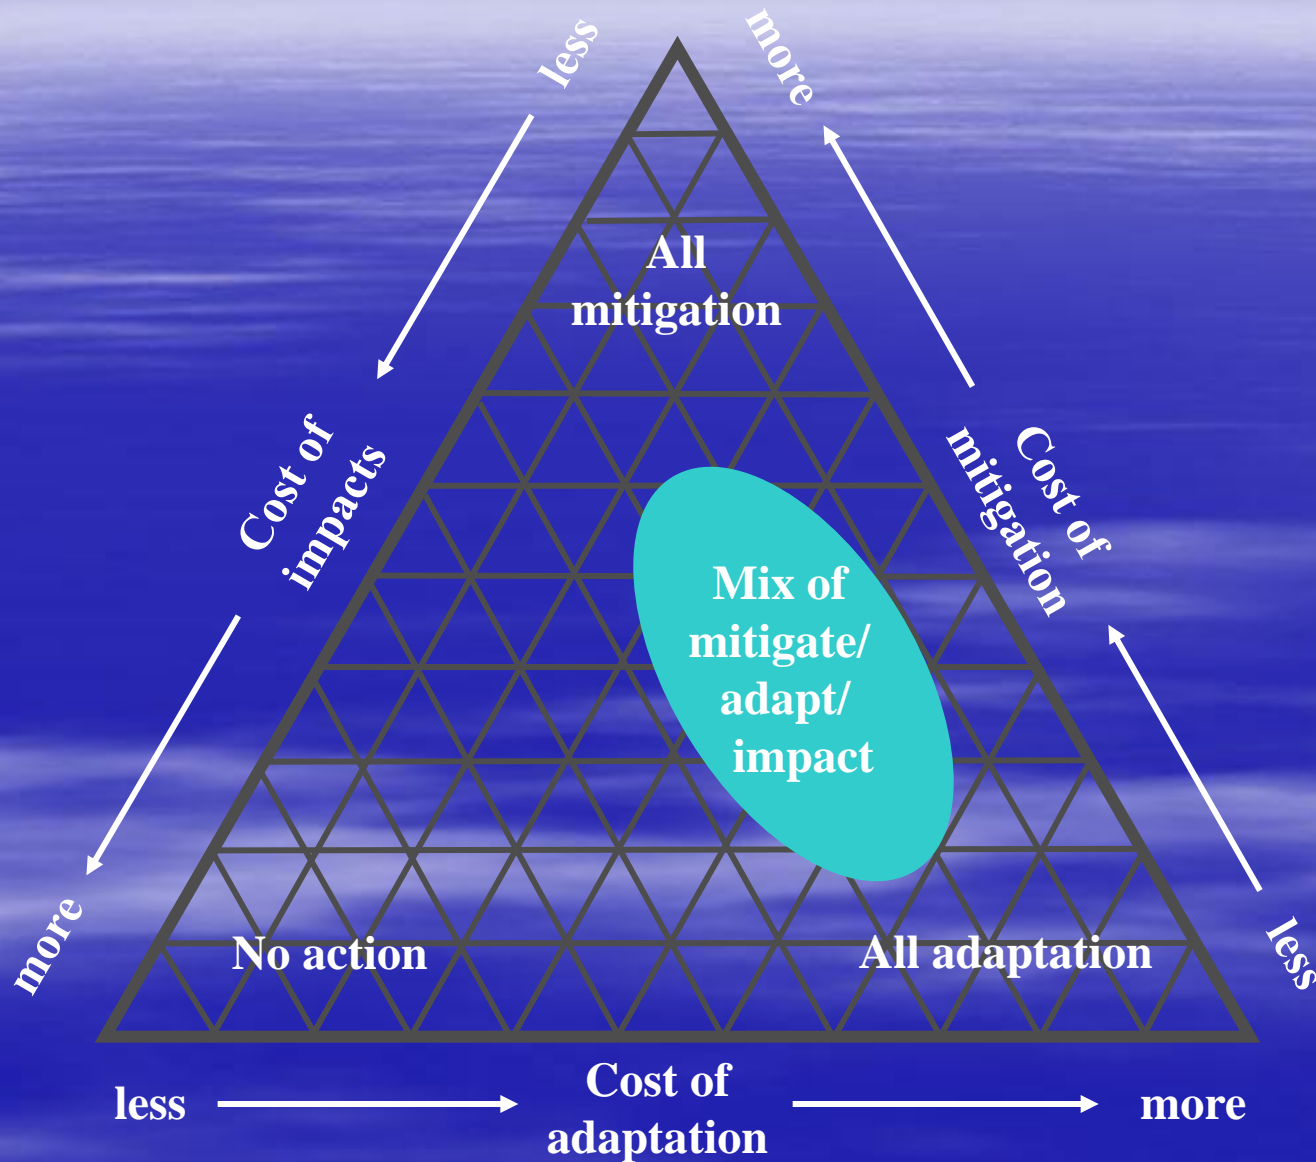 less
more
All
mitigation
Cost of
impacts
Cost of
mitigation
Mix of
mitigate/
adapt/
impact
more
No action
All adaptation
less
less
Cost of
adaptation
more